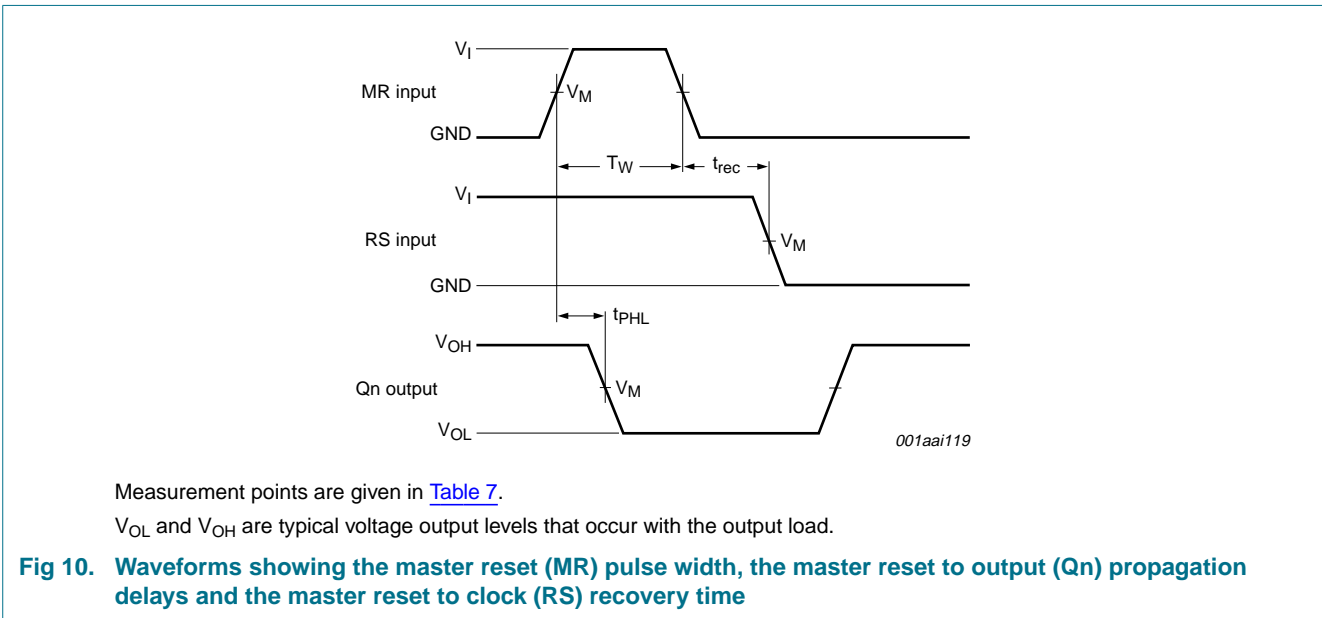 V_I
MR input
V_M
GND
T_W
t_rec
V_I
RS input
V_M
GND
t_PHL
V_OH
Qn output
V_M
V_OL
001aai119
Measurement points are given in Table 7.
V_OL and V_OH are typical voltage output levels that occur with the output load.
Fig 10. Waveforms showing the master reset (MR) pulse width, the master reset to output (Qn) propagation
delays and the master reset to clock (RS) recovery time